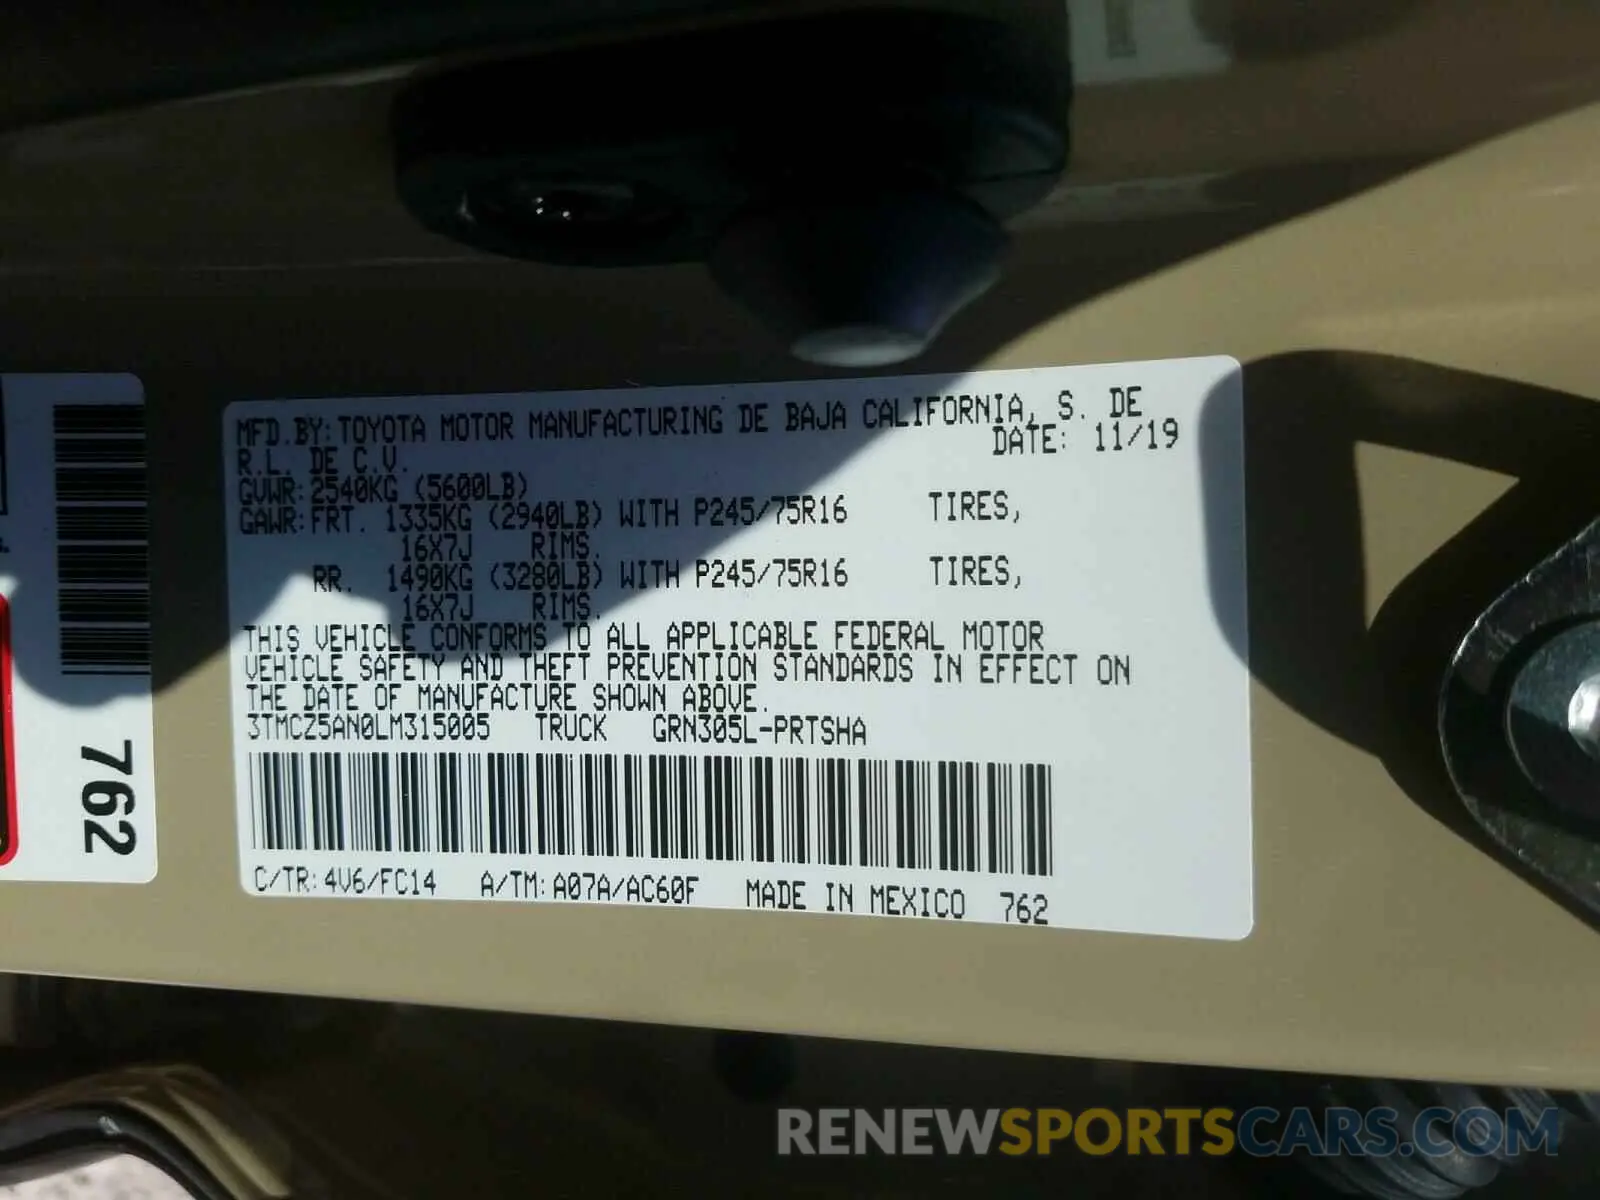 MFD.BY:TOYOTA MOTOR MANUFACTURING DE BAJA CALIFORNIA, S. DE
R.L. DE C.V.
DATE: 11/19
GVWR:2540KG (5600LB)
GAWR:FRT. 1335KG (2940LB) WITH P245/75R16 TIRES,
16X7J RIMS.
RR. 1490KG (3280LB) WITH P245/75R16 TIRES,
16X7J RIMS.
THIS VEHICLE CONFORMS TO ALL APPLICABLE FEDERAL MOTOR
VEHICLE SAFETY AND THEFT PREVENTION STANDARDS IN EFFECT ON
THE DATE OF MANUFACTURE SHOWN ABOVE.
3TMCZ5AN0LM315005 TRUCK GRN305L-PRTSHA
C/TR:4V6/FC14 A/TM:A07A/AC60F MADE IN MEXICO 762
762
RENEWSPORTSCARS.COM